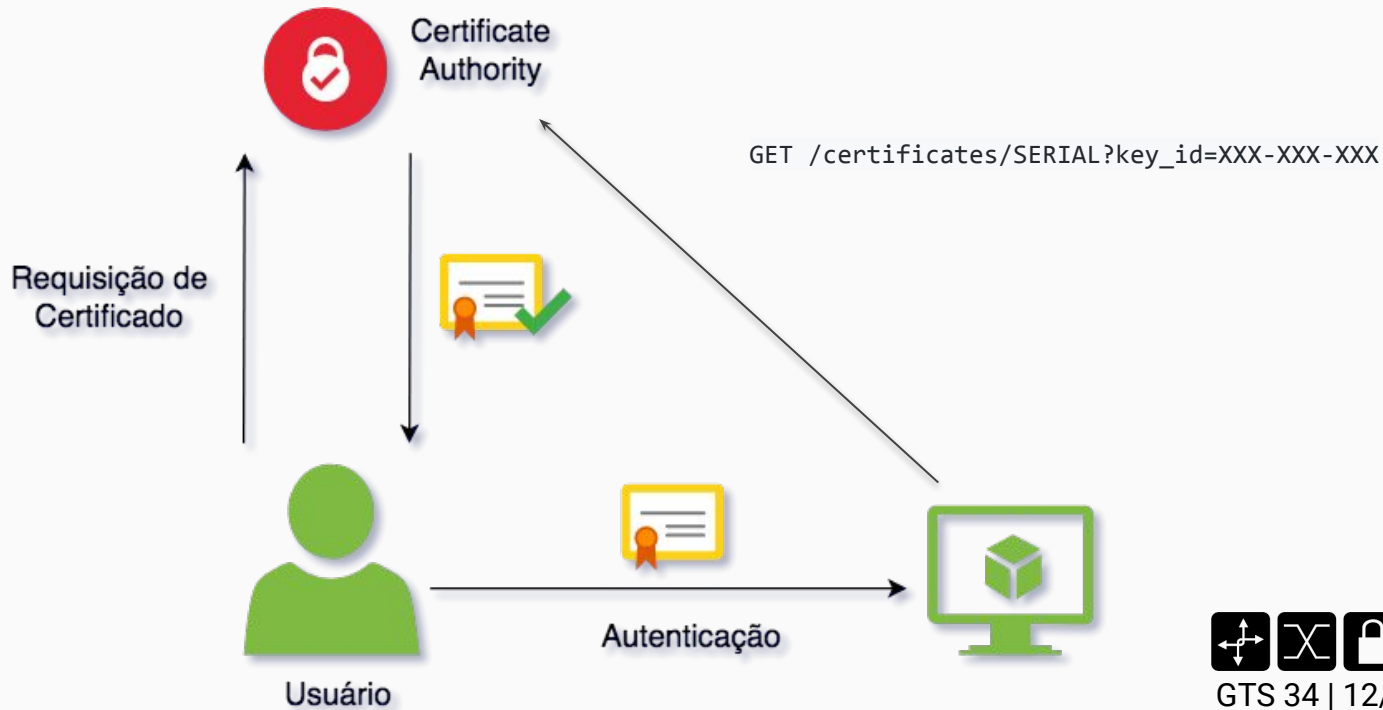 Certificate
Authority
GET /certificates/SERIAL?key_id=XXX-XXX-XXX
Requisição de
Certificado
Autenticação
Usuário
GTS 34 | 12/